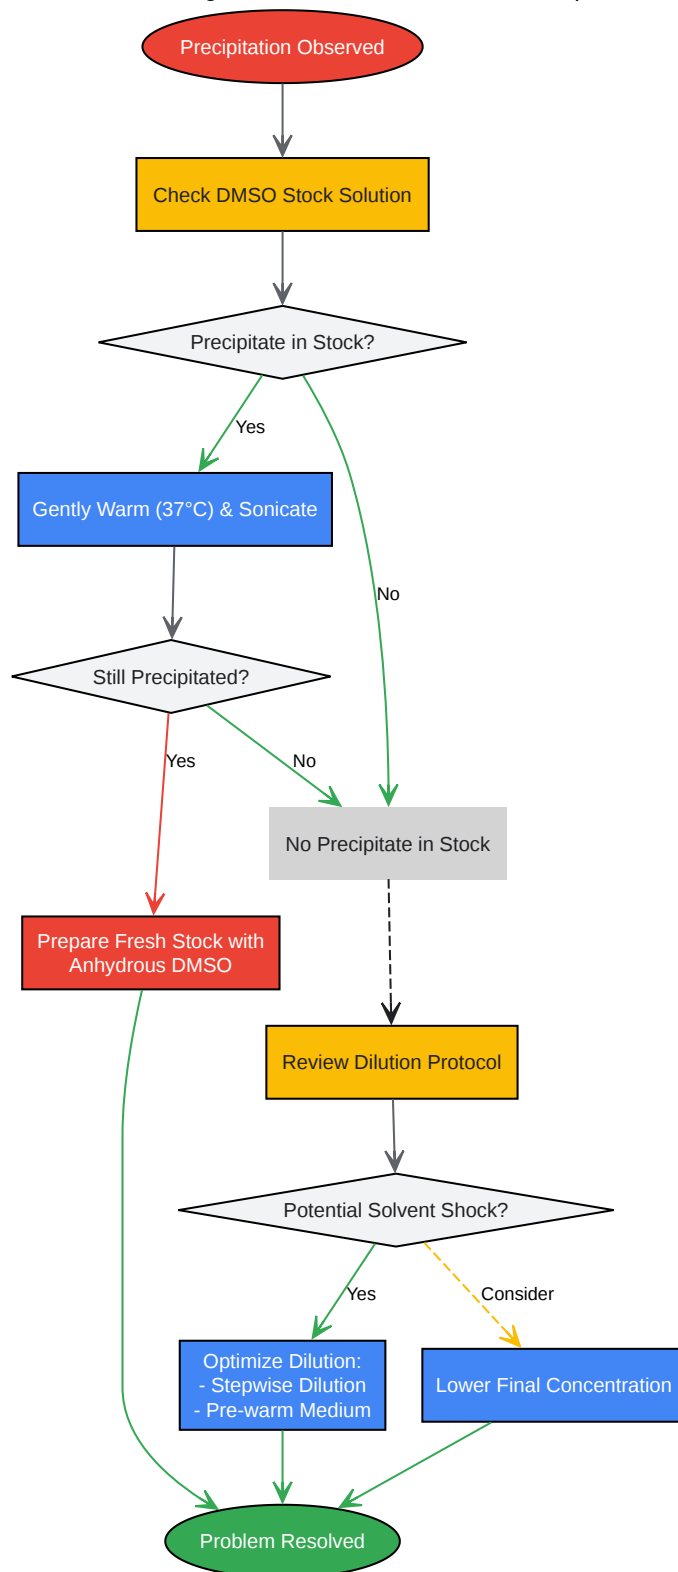 Precipitation Observed
Check DMSO Stock Solution
Precipitate in Stock?
Yes
Gently Warm (37°C) & Sonicate
No
Still Precipitated?
Yes
No
No Precipitate in Stock
Prepare Fresh Stock with
Anhydrous DMSO
Review Dilution Protocol
Potential Solvent Shock?
Yes
Consider
Optimize Dilution:
- Stepwise Dilution
- Pre-warm Medium
Lower Final Concentration
Problem Resolved